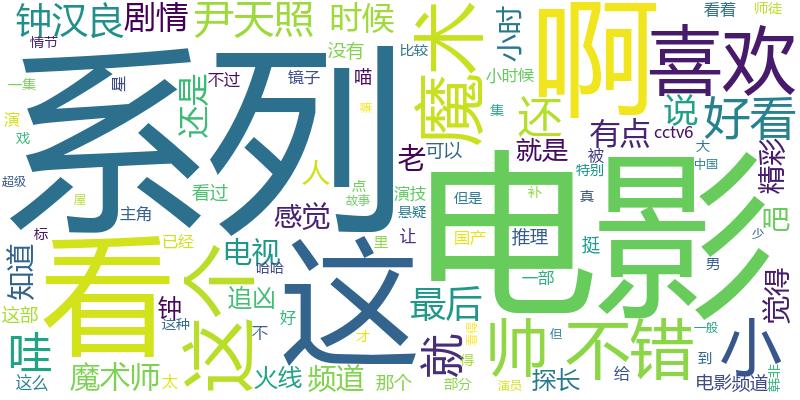 钟汉良
剧情
尹天照
时候
魔术
小时
啊
喜欢
看着
师徒
情节
没有
比较
一集
星
还是
不过
镜子
喵
小时候
还
说
好看
系列
演
嘛
集
有点
cctv6
大
戏
老
可以
就是
被
中国
精彩
超级
人
特别
看过
点
演技
但是
补
真
屋
主角
感觉
故事
悬疑
电影
吧
标
已经
电视
里
让
国产
推理
挺
少
知道
看
这个
哈哈
这
一部
男
觉得
这部
钟
追凶
最后
这种
不
好
才
就
帅
不错
但
一般
小
哇
得
魔术师
太
火线
频道
那个
部分
演员
探长
给
到
这么
电影频道
韩非